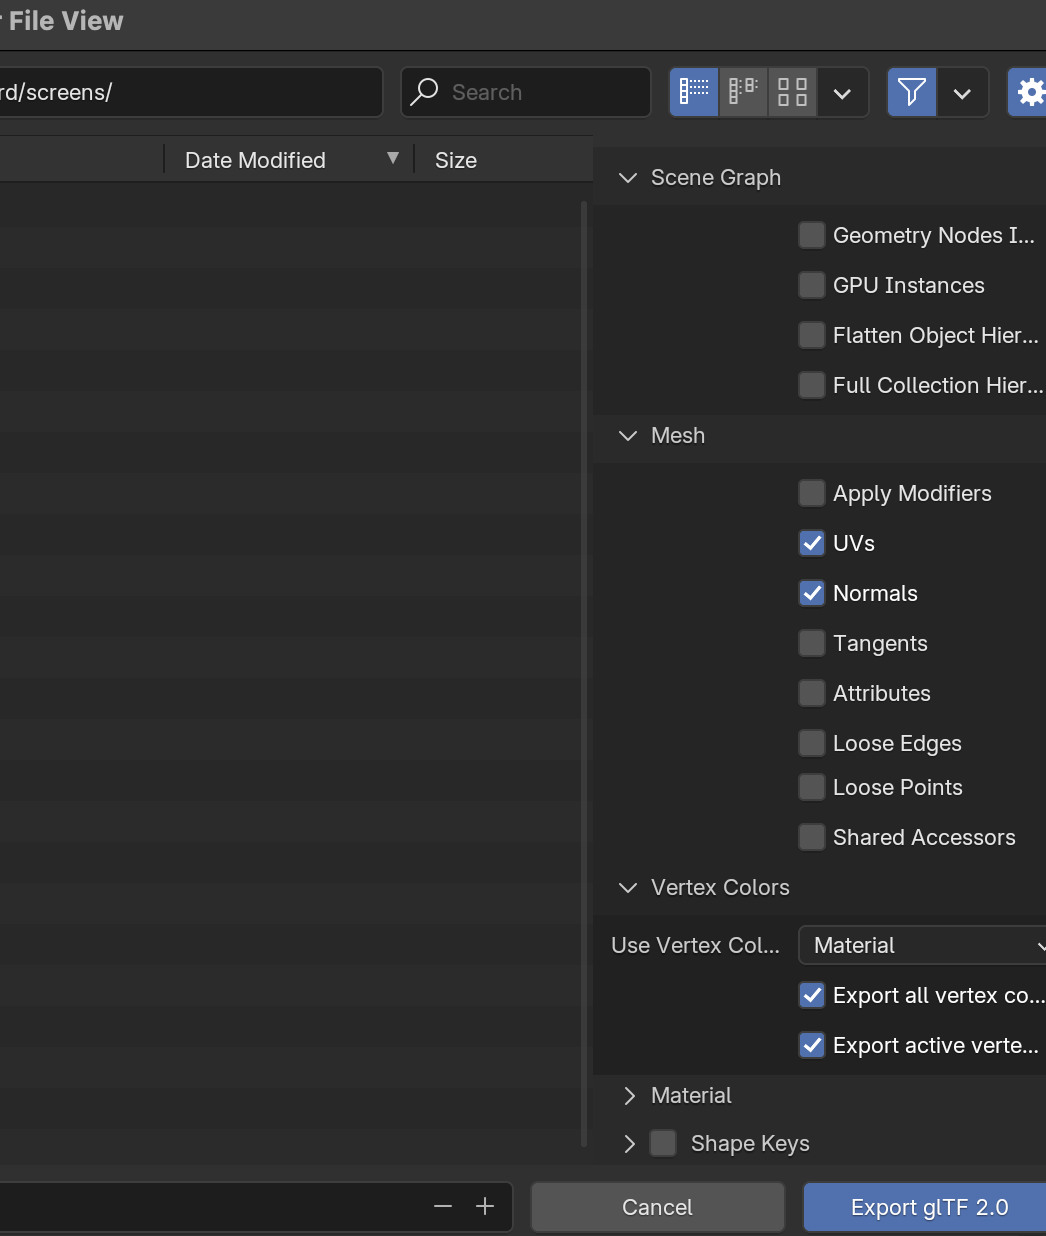 File View
rd/screens/
Search
Date Modified
Size
Scene Graph
Geometry Nodes I...
GPU Instances
Flatten Object Hier...
Full Collection Hier...
Mesh
Apply Modifiers
UVs
Normals
Tangents
Attributes
Loose Edges
Loose Points
Shared Accessors
Vertex Colors
Use Vertex Col...
Material
Export all vertex co...
Export active verte...
Material
Shape Keys
Cancel
Export glTF 2.0